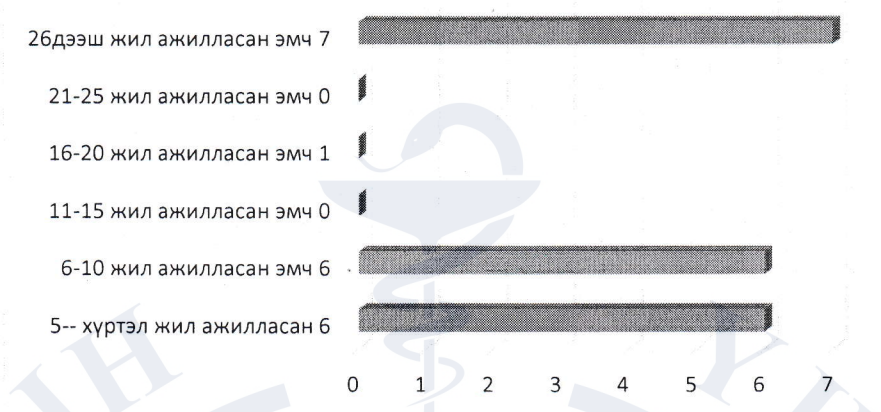 26дээш жил ажилласан эмч 7
21-25 жил ажилласан эмч 0
16-20 жил ажилласан эмч 1
11-15 жил ажилласан эмч 0
6-10 жил ажилласан эмч 6
5-- хүртэл жил ажилласан 6
0 1 2 3 4 5 6 7